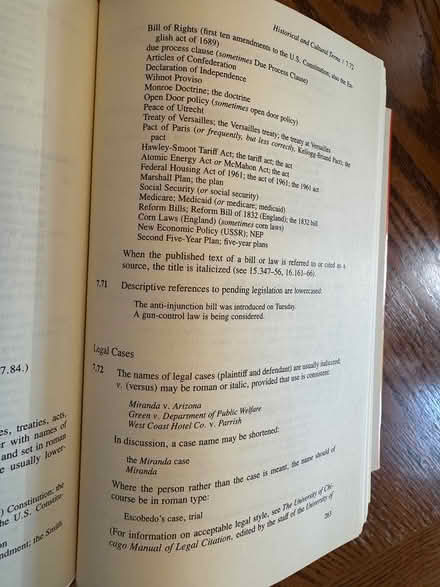 7.84.)
es, treaties, acts,
er with names of
and set in roman
e usually lower-
) Constitution; the
the U.S. Constitu-
on
endment; the Smith
Historical and Cultural Terms / 7.72
Bill of Rights (first ten amendments to the U.S. Constitution; also the En-
glish act of 1689)
due process clause (sometimes Due Process Clause)
Articles of Confederation
Declaration of Independence
Wilmot Proviso
Monroe Doctrine; the doctrine
Open Door policy (sometimes open door policy)
Peace of Utrecht
Treaty of Versailles; the Versailles treaty; the treaty at Versailles
Pact of Paris (or frequently, but less correctly, Kellogg-Briand Pact; the
pact
Hawley-Smoot Tariff Act; the tariff act; the act
Atomic Energy Act or McMahon Act; the act
Federal Housing Act of 1961; the act of 1961; the 1961 act
Marshall Plan; the plan
Social Security (or social security)
Medicare; Medicaid (or medicare; medicaid)
Reform Bills; Reform Bill of 1832 (England); the 1832 bill
Corn Laws (England) (sometimes corn laws)
New Economic Policy (USSR); NEP
Second Five-Year Plan; five-year plans
When the published text of a bill or law is referred to or cited as a
source, the title is italicized (see 15.347–56, 16.161–66).
7.71 Descriptive references to pending legislation are lowercased:
The anti-injunction bill was introduced on Tuesday.
A gun-control law is being considered.
Legal Cases
7.72 The names of legal cases (plaintiff and defendant) are usually italicized;
v. (versus) may be roman or italic, provided that use is consistent.
Miranda v. Arizona
Green v. Department of Public Welfare
West Coast Hotel Co. v. Parrish
In discussion, a case name may be shortened:
the Miranda case
Miranda
Where the person rather than the case is meant, the name should of
course be in roman type:
Escobedo's case, trial
(For information on acceptable legal style, see The University of Chi-
cago Manual of Legal Citation, edited by the staff of the University of
283